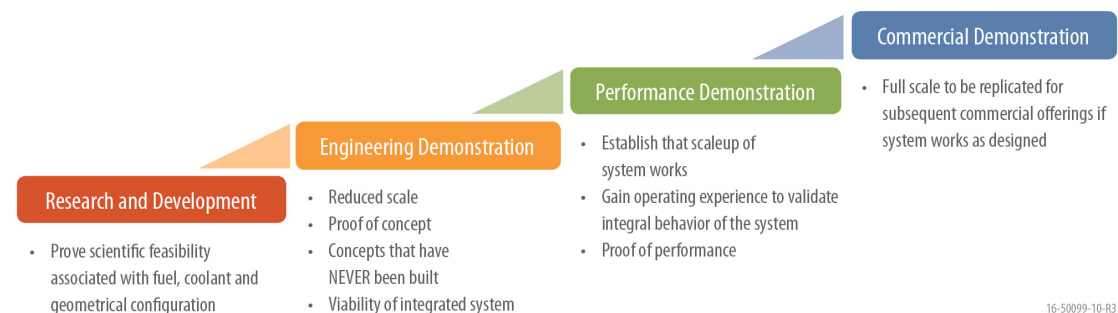 Research and Development
• Prove scientific feasibility
associated with fuel, coolant and
geometrical configuration
Engineering Demonstration
• Reduced scale
• Proof of concept
• Concepts that have
NEVER been built
• Viability of integrated system
Performance Demonstration
• Establish that scaleup of
system works
• Gain operating experience to validate
integral behavior of the system
• Proof of performance
Commercial Demonstration
• Full scale to be replicated for
subsequent commercial offerings if
system works as designed
16-50099-10-R3